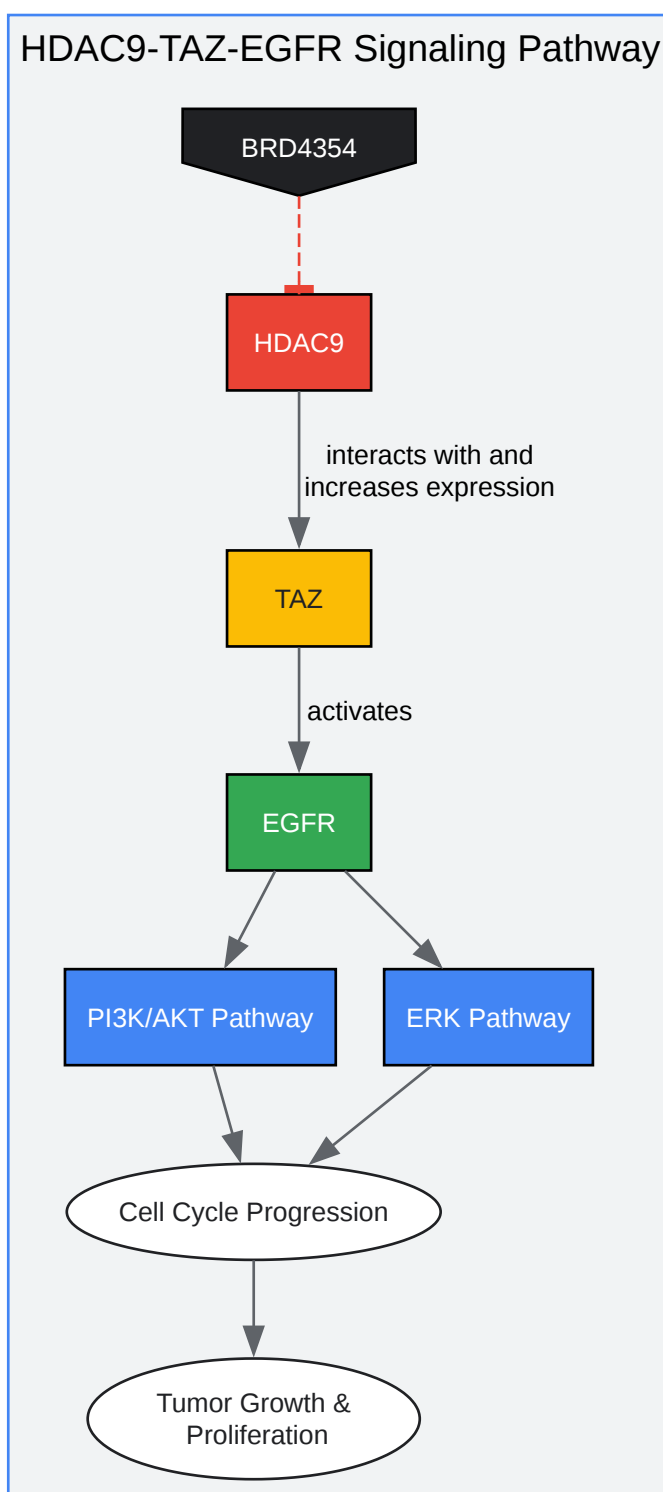 HDAC9-TAZ-EGFR Signaling Pathway
BRD4354
HDAC9
interacts with and
increases expression
TAZ
activates
EGFR
PI3K/AKT Pathway
ERK Pathway
Cell Cycle Progression
Tumor Growth &
Proliferation